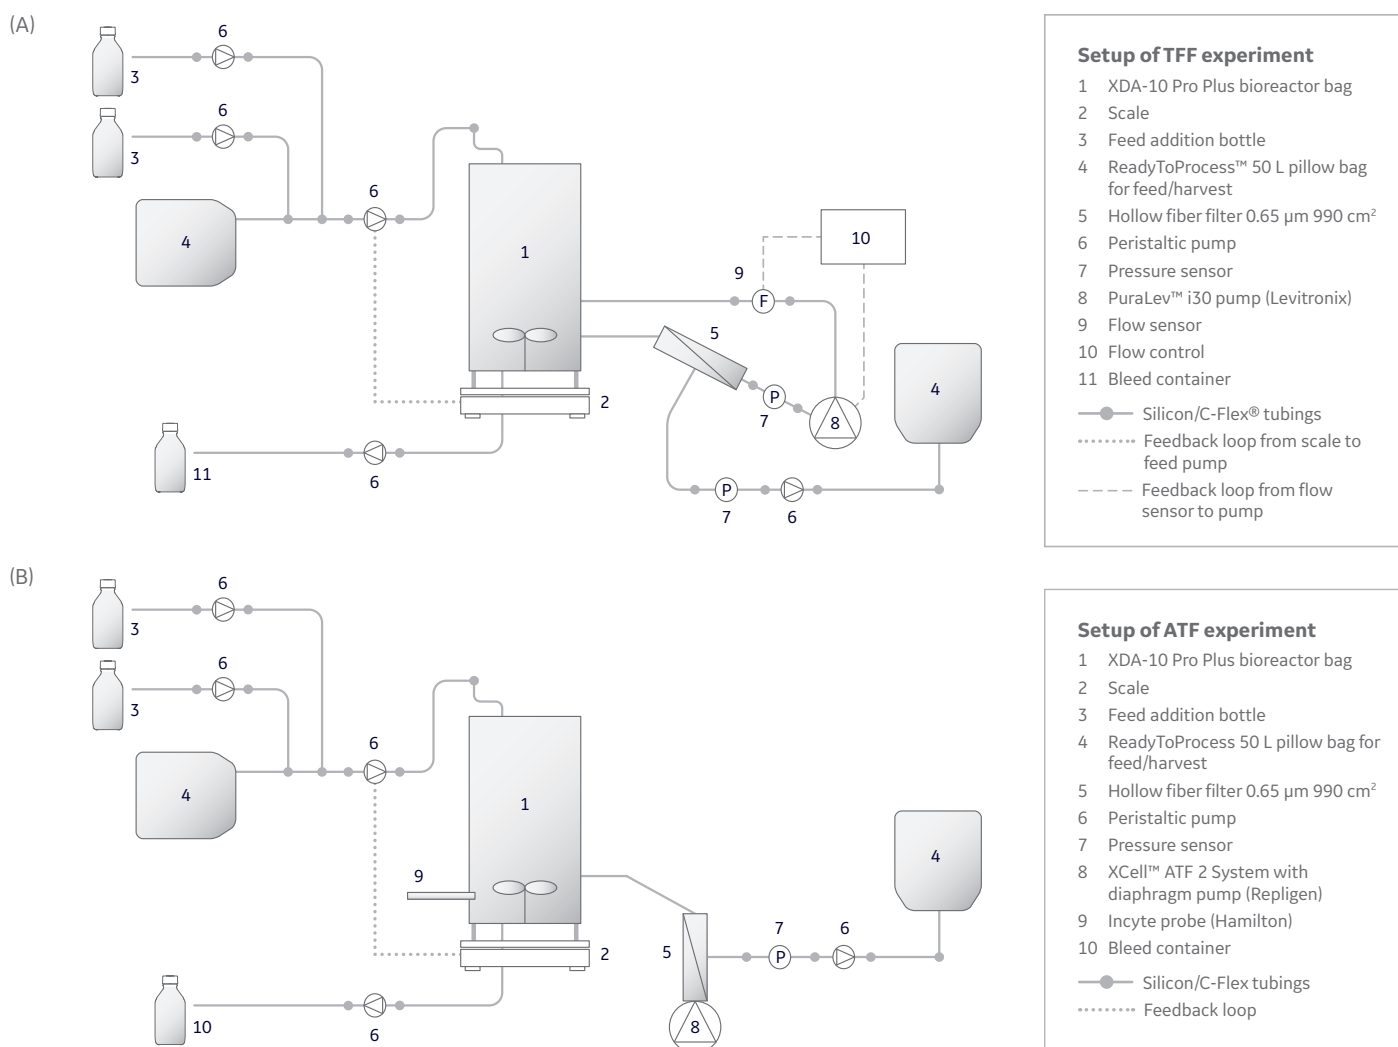 (A)
6
3
6
3
6
4
1
10
9
F
5
P
7
8
4
2
11
6
P
7
6
Setup of TFF experiment
1 XDA-10 Pro Plus bioreactor bag
2 Scale
3 Feed addition bottle
4 ReadyToProcess™ 50 L pillow bag
for feed/harvest
5 Hollow fiber filter 0.65 µm 990 cm²
6 Peristaltic pump
7 Pressure sensor
8 PuraLev™ i30 pump (Levitronix)
9 Flow sensor
10 Flow control
11 Bleed container
Silicon/C-Flex® tubings
Feedback loop from scale to
feed pump
Feedback loop from flow
sensor to pump
(B)
6
3
6
3
6
4
1
9
2
4
7
6
5
P
8
10
6
Setup of ATF experiment
1 XDA-10 Pro Plus bioreactor bag
2 Scale
3 Feed addition bottle
4 ReadyToProcess 50 L pillow bag for
feed/harvest
5 Hollow fiber filter 0.65 µm 990 cm²
6 Peristaltic pump
7 Pressure sensor
8 XCell™ ATF 2 System with
diaphragm pump (Repligen)
9 Incyte probe (Hamilton)
10 Bleed container
Silicon/C-Flex tubings
Feedback loop